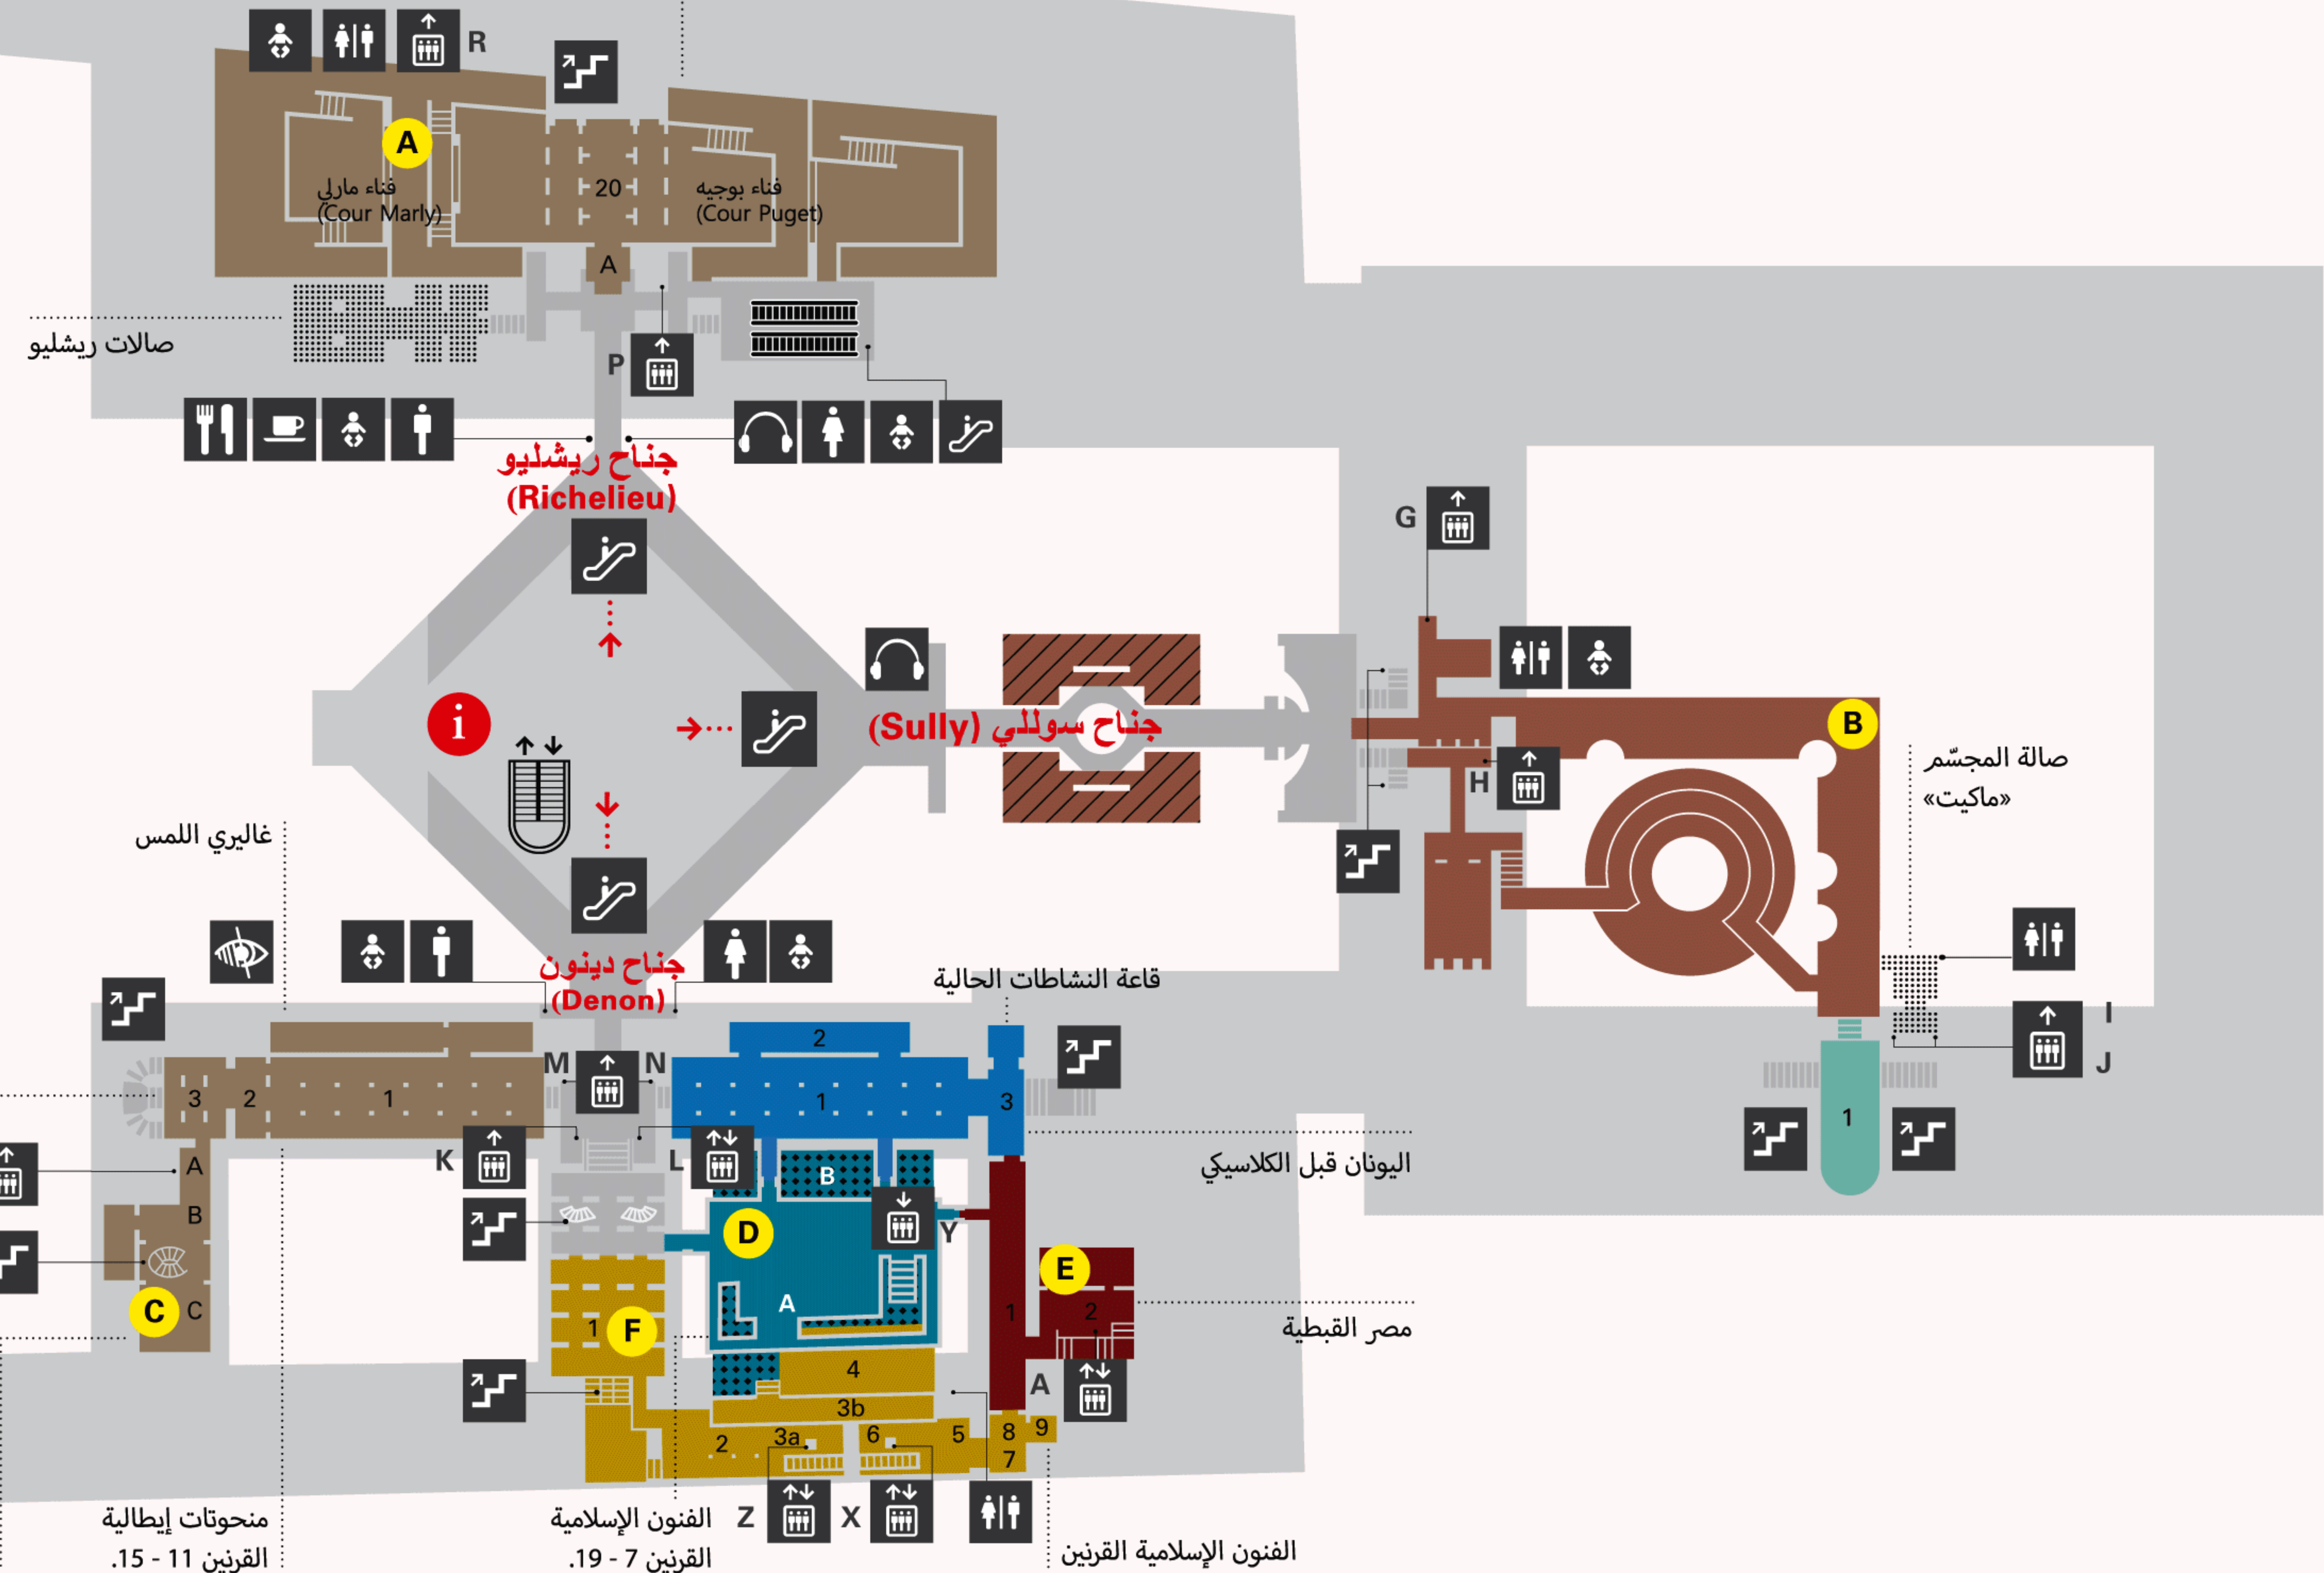 R
A
فناء مارلي
(Cour Marly)
20
فناء بوجيه
(Cour Puget)
A
صالات ريشليو
P
جناح ريشليو
(Richelieu)
G
i
جناح سوللي (Sully)
B
H
صالة المجسّم
«ماكيت»
غاليري اللمس
جناح دينون
(Denon)
قاعة النشاطات الحالية
I
J
2
M
N
3
2
1
1
3
1
K
L
اليونان قبل الكلاسيكي
A
B
B
D
Y
E
C
C
A
1
2
1
F
مصر القبطية
4
A
3b
2
3a
6
5
8
9
7
منحوتات إيطالية
القرنين 11 - 15.
الفنون الإسلامية
القرنين 7 - 19.
Z
X
الفنون الإسلامية القرنين